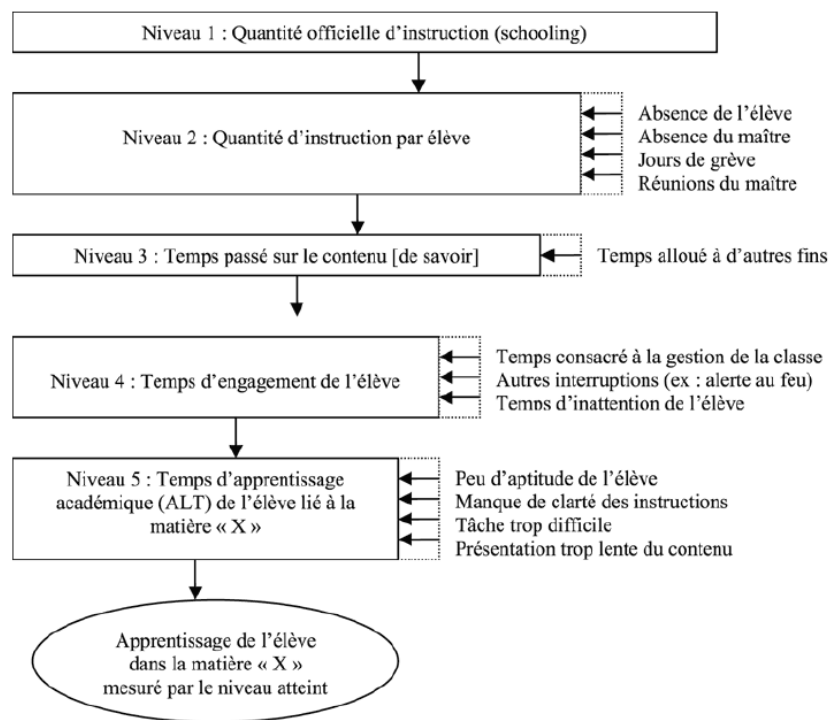 Niveau 1 : Quantité officielle d'instruction (schooling)
Niveau 2 : Quantité d'instruction par élève
Absence de l'élève
Absence du maître
Jours de grève
Réunions du maître
Niveau 3 : Temps passé sur le contenu [de savoir]
Temps alloué à d'autres fins
Niveau 4 : Temps d'engagement de l'élève
Temps consacré à la gestion de la classe
Autres interruptions (ex : alerte au feu)
Temps d'inattention de l'élève
Niveau 5 : Temps d'apprentissage
académique (ALT) de l'élève lié à la
matière « X »
Peu d'aptitude de l'élève
Manque de clarté des instructions
Tâche trop difficile
Présentation trop lente du contenu
Apprentissage de l'élève
dans la matière « X »
mesuré par le niveau atteint